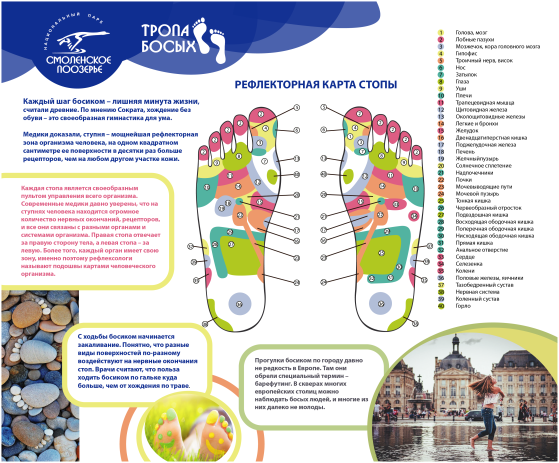 НАЦИОНАЛЬНЫЙ ПАРК
СМОЛЕНСКОЕ
ПООЗЕРЬЕ
ТРОПА
БОСЫХ
РЕФЛЕКТОРНАЯ КАРТА СТОПЫ
Каждый шаг босиком – лишняя минута жизни,
считали древние. По мнению Сократа, хождение без
обуви – это своеобразная гимнастика для ума.
Медики доказали, ступня – мощнейшая рефлекторная
зона организма человека, на одном квадратном
сантиметре ее поверхности в десятки раз больше
рецепторов, чем на любом другом участке кожи.
Каждая стопа является своеобразным
пультом управления всего организма.
Современные медики давно уверены, что на
ступнях человека находится огромное
количество нервных окончаний, рецепторов,
и все они связаны с разными органами и
системами организма. Правая стопа отвечает
за правую сторону тела, а левая стопа – за
левую. Более того, каждый орган имеет свою
зону, именно поэтому рефлексологи
называют подошвы картами человеческого
организма.
С ходьбы босиком начинается
закаливание. Понятно, что разные
виды поверхностей по-разному
воздействуют на нервные окончания
стоп. Врачи считают, что польза
ходить босиком по гальке куда
больше, чем от хождения по траве.
Прогулки босиком по городу давно
не редкость в Европе. Там они
обрели специальный термин –
барефутинг. В скверах многих
европейских столиц можно
наблюдать босых людей, и многие из
них далеко не молоды.
1 Голова, мозг
2 Лобные пазухи
3 Мозжечок, кора головного мозга
4 Гипофис
5 Троичный нерв, висок
6 Нос
7 Затылок
8 Глаза
9 Уши
10 Плечи
11 Трапециевидная мышца
12 Щитовидная железа
13 Околощитовидные железы
14 Легкие и бронхи
15 Желудок
16 Двенадцатиперстная кишка
17 Поджелудочная железа
18 Печень
19 Желчный пузырь
20 Солнечное сплетение
21 Надпочечники
22 Почки
23 Мочевыводящие пути
24 Мочевой пузырь
25 Тонкая кишка
26 Червеобразный отросток
27 Подвздошная кишка
28 Восходящая ободочная кишка
29 Поперечная ободочная кишка
30 Нисходящая ободочная кишка
31 Прямая кишка
32 Анальное отверстие
33 Сердце
34 Селезенка
35 Колени
36 Половые железы, яичники
37 Тазобедренный сустав
38 Нервная система
39 Коленный сустав
40 Горло